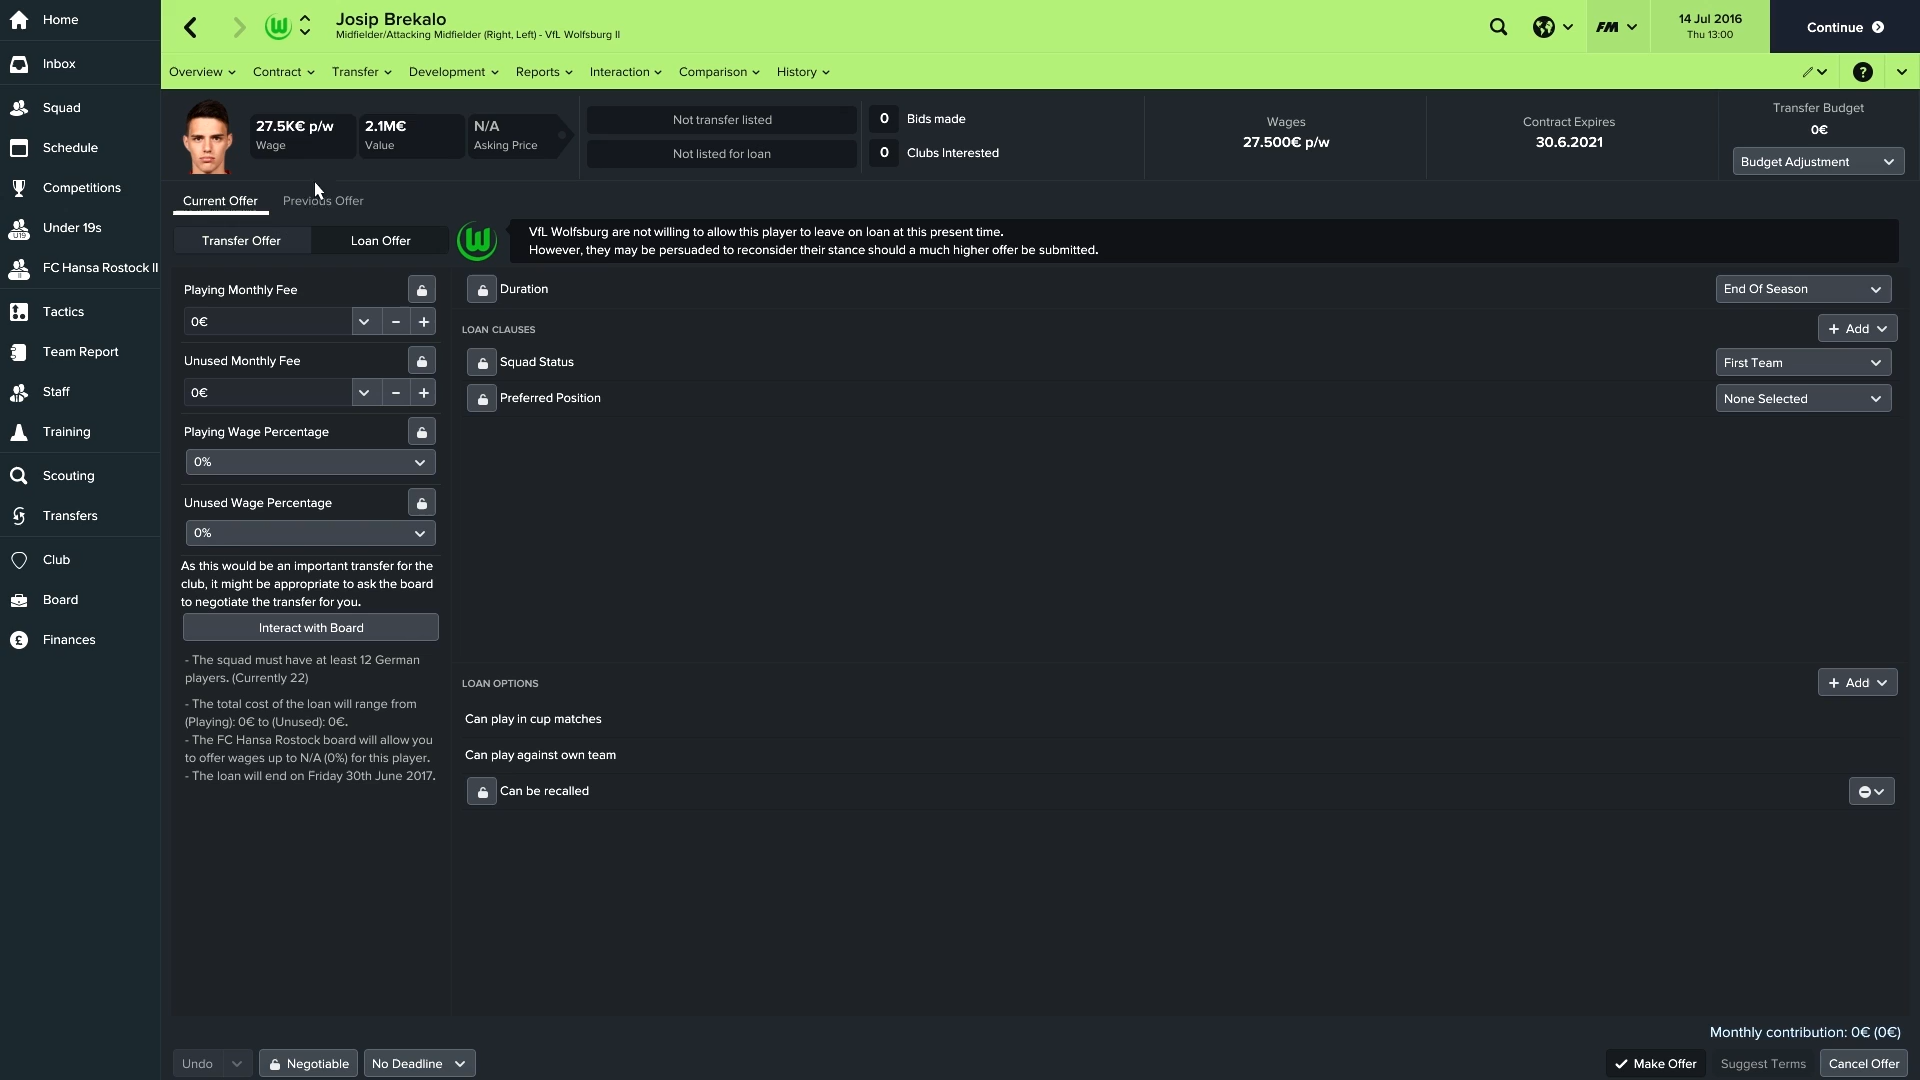 Home
Inbox
Squad
Schedule
Competitions
Under 19s
U19
FC Hansa Rostock II
II
Tactics
Team Report
Staff
Training
Scouting
Transfers
Club
Board
Finances
Josip Brekalo
Midfielder/Attacking Midfielder (Right, Left) - VfL Wolfsburg II
FM
14 Jul 2016
Thu 13:00
Continue
Overview
Contract
Transfer
Development
Reports
Interaction
Comparison
History
?
27.5K€ p/w
Wage
2.1M€
Value
N/A
Asking Price
Not transfer listed
Not listed for loan
0 Bids made
0 Clubs Interested
Wages
27.500€ p/w
Contract Expires
30.6.2021
Transfer Budget
0€
Budget Adjustment
Current Offer
Previous Offer
Transfer Offer
Loan Offer
VfL Wolfsburg are not willing to allow this player to leave on loan at this present time.
However, they may be persuaded to reconsider their stance should a much higher offer be submitted.
Playing Monthly Fee
0€
Unused Monthly Fee
0€
Playing Wage Percentage
0%
Unused Wage Percentage
0%
As this would be an important transfer for the
club, it might be appropriate to ask the board
to negotiate the transfer for you.
Interact with Board
- The squad must have at least 12 German
players. (Currently 22)
- The total cost of the loan will range from
(Playing): 0€ to (Unused): 0€.
- The FC Hansa Rostock board will allow you
to offer wages up to N/A (0%) for this player.
- The loan will end on Friday 30th June 2017.
Duration
End Of Season
LOAN CLAUSES
+ Add
Squad Status
First Team
Preferred Position
None Selected
LOAN OPTIONS
+ Add
Can play in cup matches
Can play against own team
Can be recalled
Monthly contribution: 0€ (0€)
Undo
Negotiable
No Deadline
Make Offer
Suggest Terms
Cancel Offer